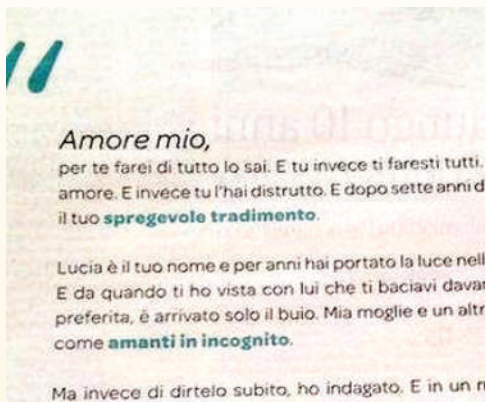 "
Amore mio,
per te farei di tutto lo sai. E tu invece ti faresti tutti.
amore. E invece tu l'hai distrutto. E dopo sette anni d
il tuo spregevole tradimento.
Lucia è il tuo nome e per anni hai portato la luce nell
E da quando ti ho vista con lui che ti baciavi davan
preferita, è arrivato solo il buio. Mia moglie e un altr
come amanti in incognito.
Ma invece di dirtelo subito, ho indagato. E in un m